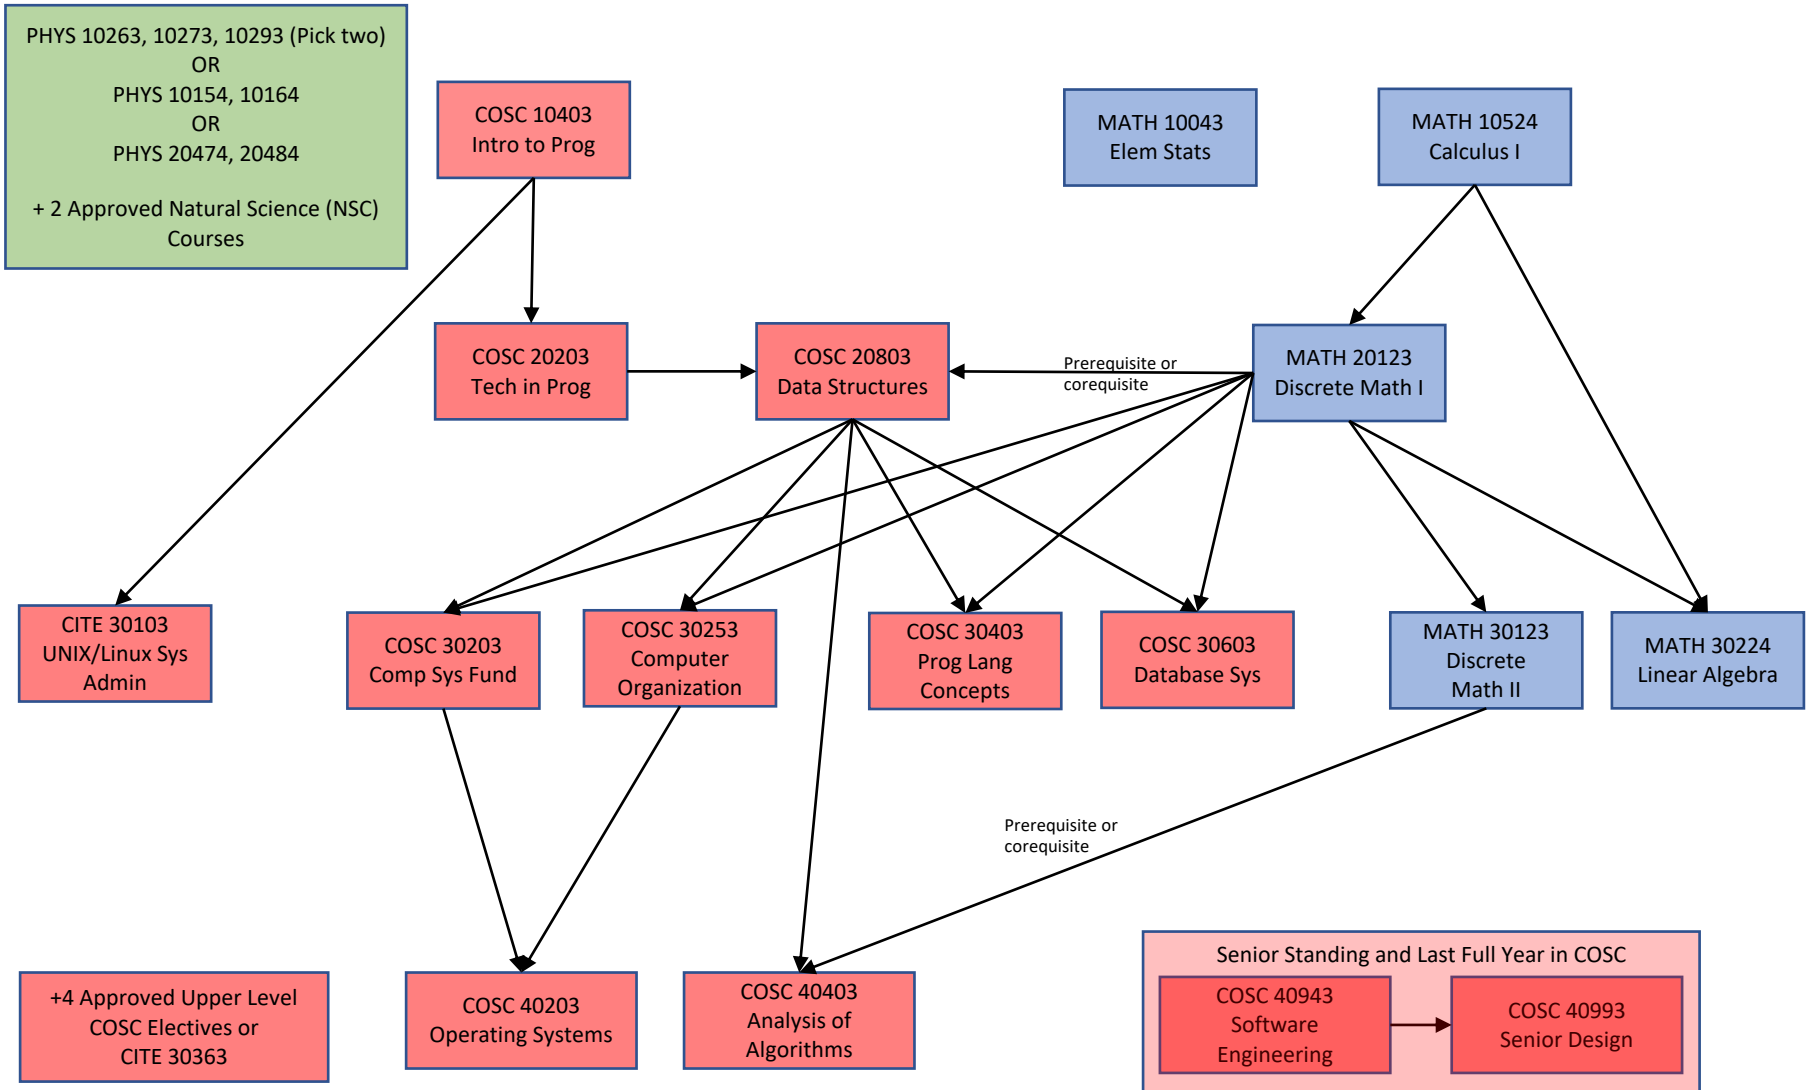 PHYS 10263, 10273, 10293 (Pick two)
OR
PHYS 10154, 10164
OR
PHYS 20474, 20484
+ 2 Approved Natural Science (NSC)
Courses
COSC 10403
Intro to Prog
MATH 10043
Elem Stats
MATH 10524
Calculus I
COSC 20203
Tech in Prog
COSC 20803
Data Structures
Prerequisite or
corequisite
MATH 20123
Discrete Math I
CITE 30103
UNIX/Linux Sys
Admin
COSC 30203
Comp Sys Fund
COSC 30253
Computer
Organization
COSC 30403
Prog Lang
Concepts
COSC 30603
Database Sys
MATH 30123
Discrete
Math II
MATH 30224
Linear Algebra
Prerequisite or
corequisite
+4 Approved Upper Level
COSC Electives or
CITE 30363
COSC 40203
Operating Systems
COSC 40403
Analysis of
Algorithms
Senior Standing and Last Full Year in COSC
COSC 40943
Software
Engineering
COSC 40993
Senior Design